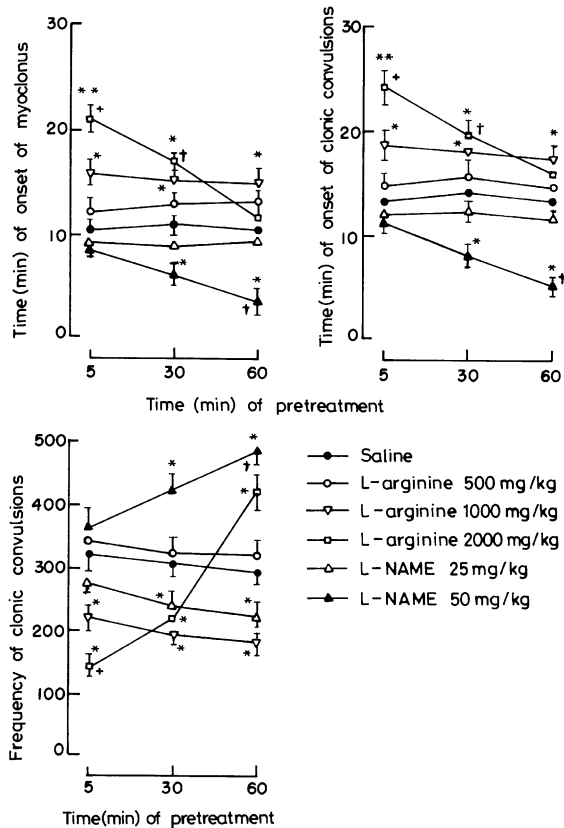 Time (min) of onset of myoclonus
30
20
10
0
** +
*
* †
*
*
*
*
†
5 30 60
Time (min) of onset of clonic convulsions
30
20
10
0
** +
*
* †
*
*
*
* †
5 30 60
Time (min) of pretreatment
Frequency of clonic convulsions
500
400
300
200
100
0
*
*
†
*
*
*
*
*
*
*
* +
5 30 60
Time(min) of pretreatment
Saline
L-arginine 500 mg/kg
L-arginine 1000 mg/kg
L-arginine 2000 mg/kg
L-NAME 25 mg/kg
L-NAME 50 mg/kg